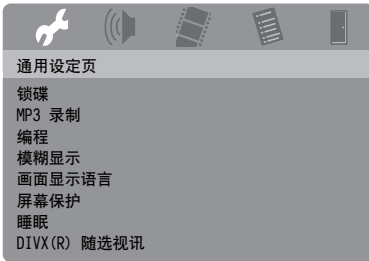 通用设定页
锁碟
MP3 录制
编程
模糊显示
画面显示语言
屏幕保护
睡眠
DIVX(R) 随选视讯